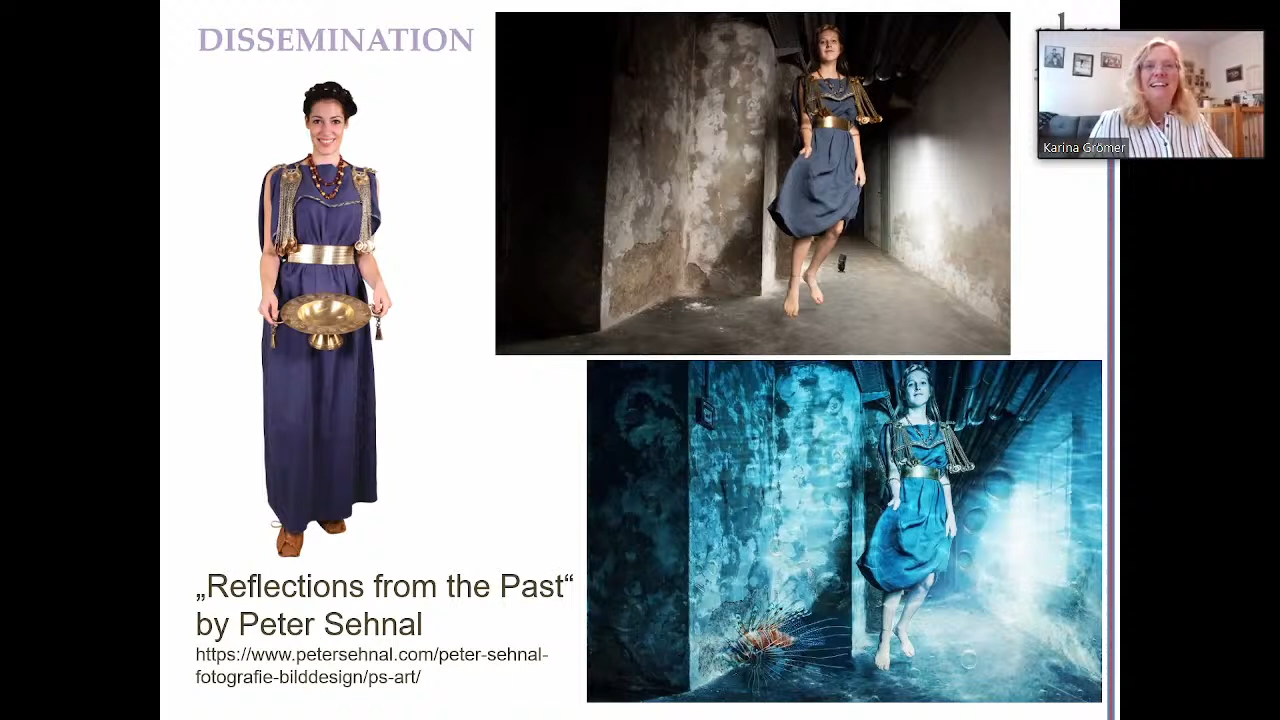 DISSEMINATION
Karina Grömer
„Reflections from the Past“
by Peter Sehnal
https://www.petersehnal.com/peter-sehnal-
fotografie-bilddesign/ps-art/